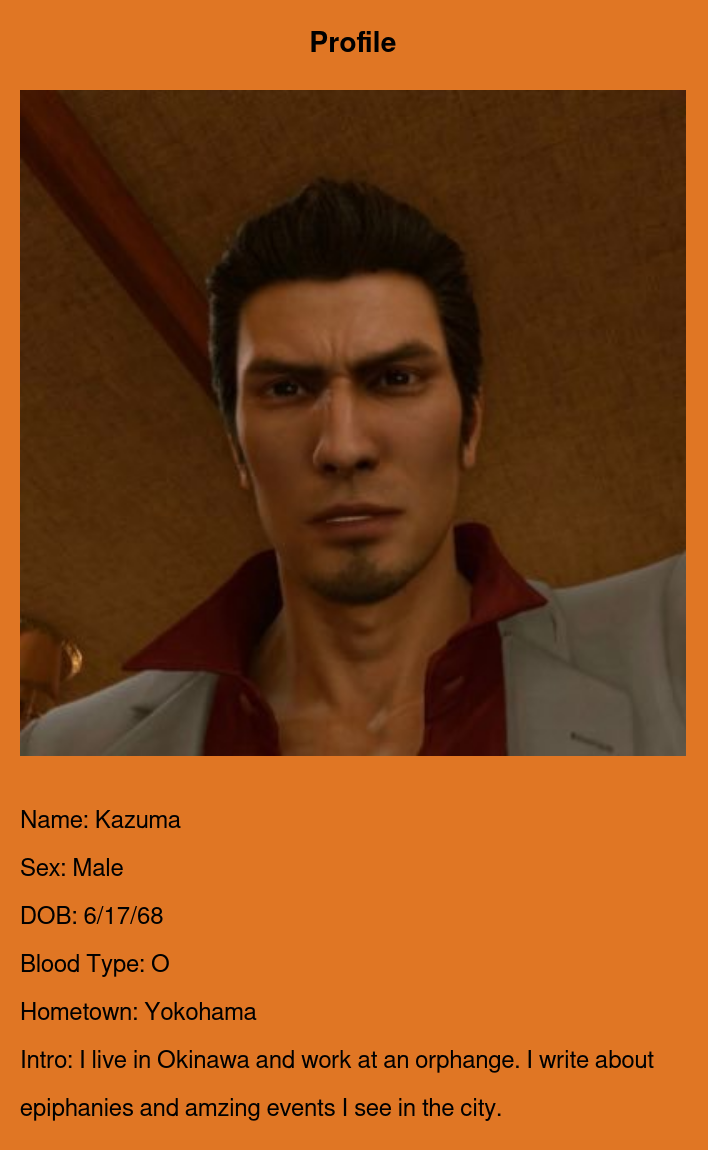 Profile
Name: Kazuma
Sex: Male
DOB: 6/17/68
Blood Type: O
Hometown: Yokohama
Intro: I live in Okinawa and work at an orphange. I write about
epiphanies and amzing events I see in the city.